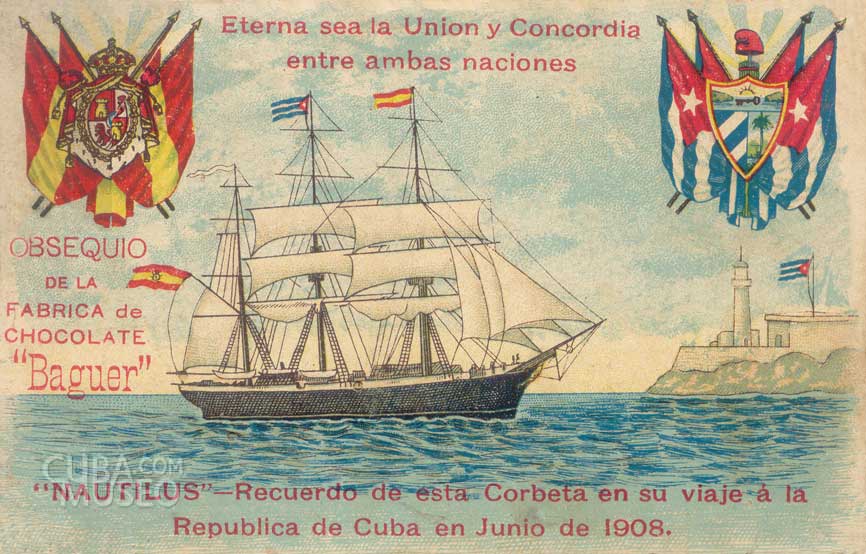 Eterna sea la Union y Concordia
entre ambas naciones
OBSEQUIO
DE LA
FABRICA de
CHOCOLATE
"Baguer"
CUBA.COM
MUSEO
"NAUTILUS"—Recuerdo de esta Corbeta en su viaje á la
Republica de Cuba en Junio de 1908.